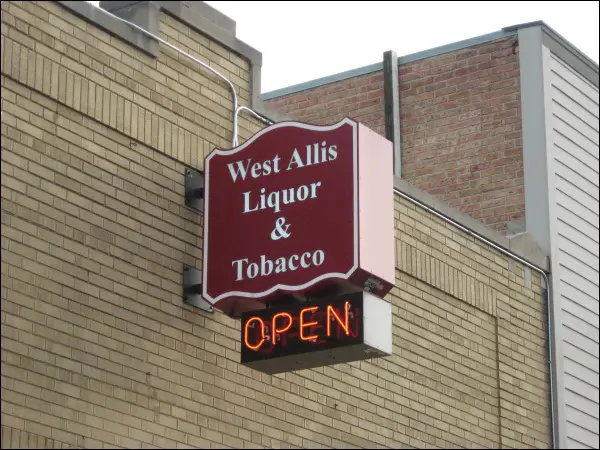 West Allis
Liquor
&
Tobacco
OPEN